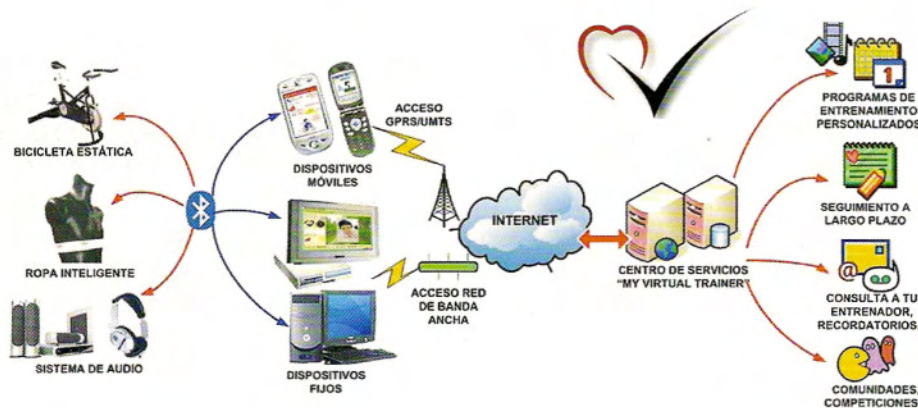 BICICLETA ESTÁTICA
ROPA INTELIGENTE
SISTEMA DE AUDIO
DISPOSITIVOS
MÓVILES
DISPOSITIVOS
FIJOS
ACCESO
GPRS/UMTS
ACCESO RED
DE BANDA
ANCHA
INTERNET
CENTRO DE SERVICIOS
"MY VIRTUAL TRAINER"
1
PROGRAMAS DE
ENTRENAMIENTO
PERSONALIZADOS
SEGUIMIENTO A
LARGO PLAZO
@
CONSULTA A TU
ENTRENADOR,
RECORDATORIOS.
COMUNIDADES,
COMPETICIONES